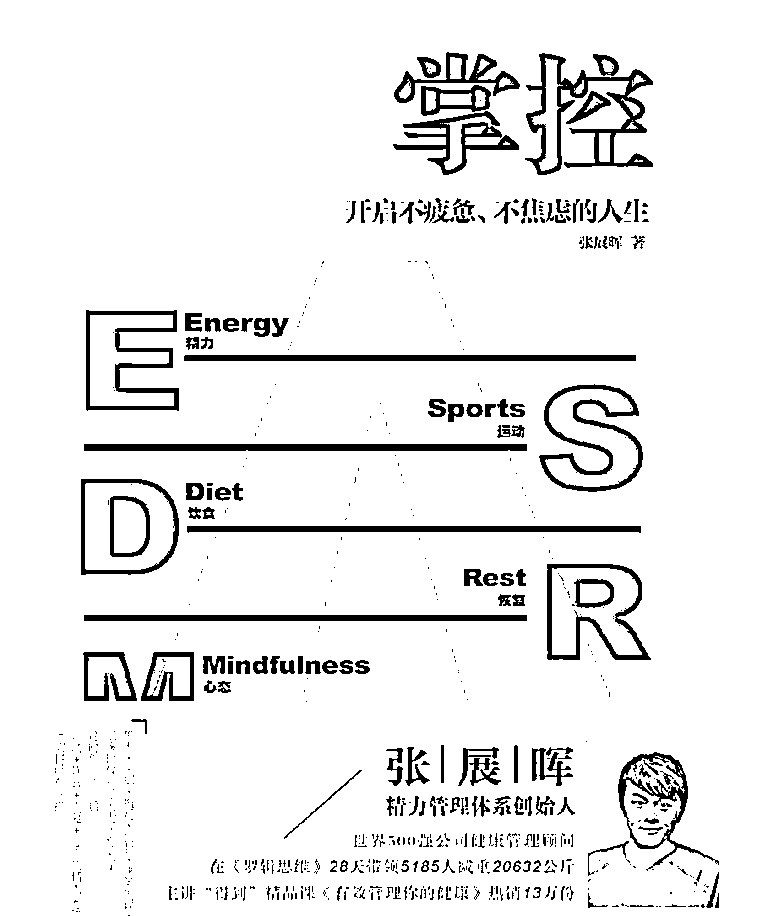 掌控
开启不疲惫、不焦虑的人生
张展晖 著
E
Energy
精力
S
Sports
运动
D
Diet
饮食
R
Rest
恢复
M
Mindfulness
心态
张|展|晖
精力管理体系创始人
世界500强公司健康管理顾问
在《罗辑思维》28天带领5185人减重20632公斤
主讲“得到”精品课《有效管理你的健康》热销13万份